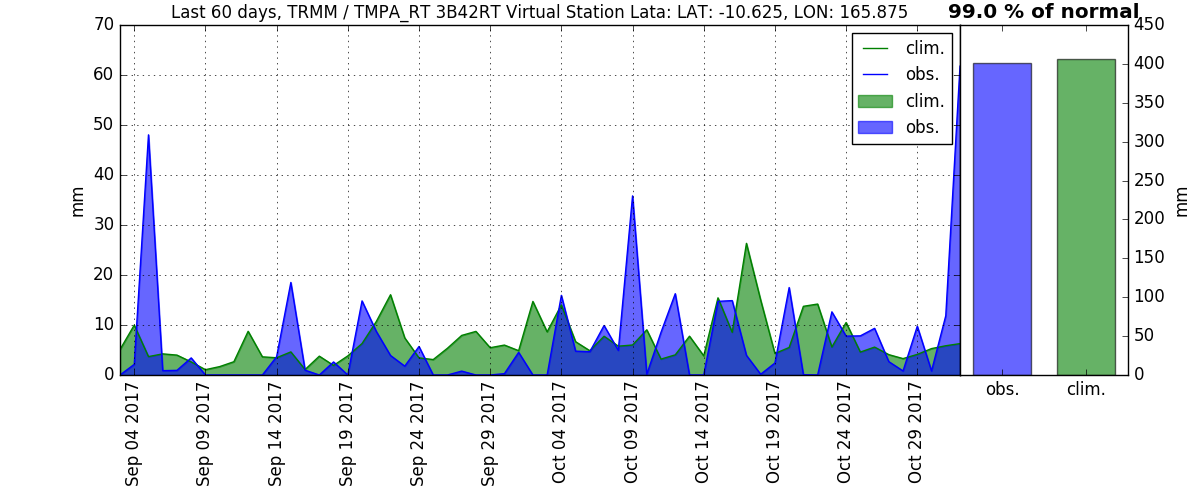 Last 60 days, TRMM / TMPA_RT 3B42RT Virtual Station Lata: LAT: -10.625, LON: 165.875
99.0 % of normal
70
60
50
40
30
20
10
0
mm
clim.
obs.
clim.
obs.
450
400
350
300
250
200
150
100
50
0
mm
Sep 04 2017
Sep 09 2017
Sep 14 2017
Sep 19 2017
Sep 24 2017
Sep 29 2017
Oct 04 2017
Oct 09 2017
Oct 14 2017
Oct 19 2017
Oct 24 2017
Oct 29 2017
obs.
clim.